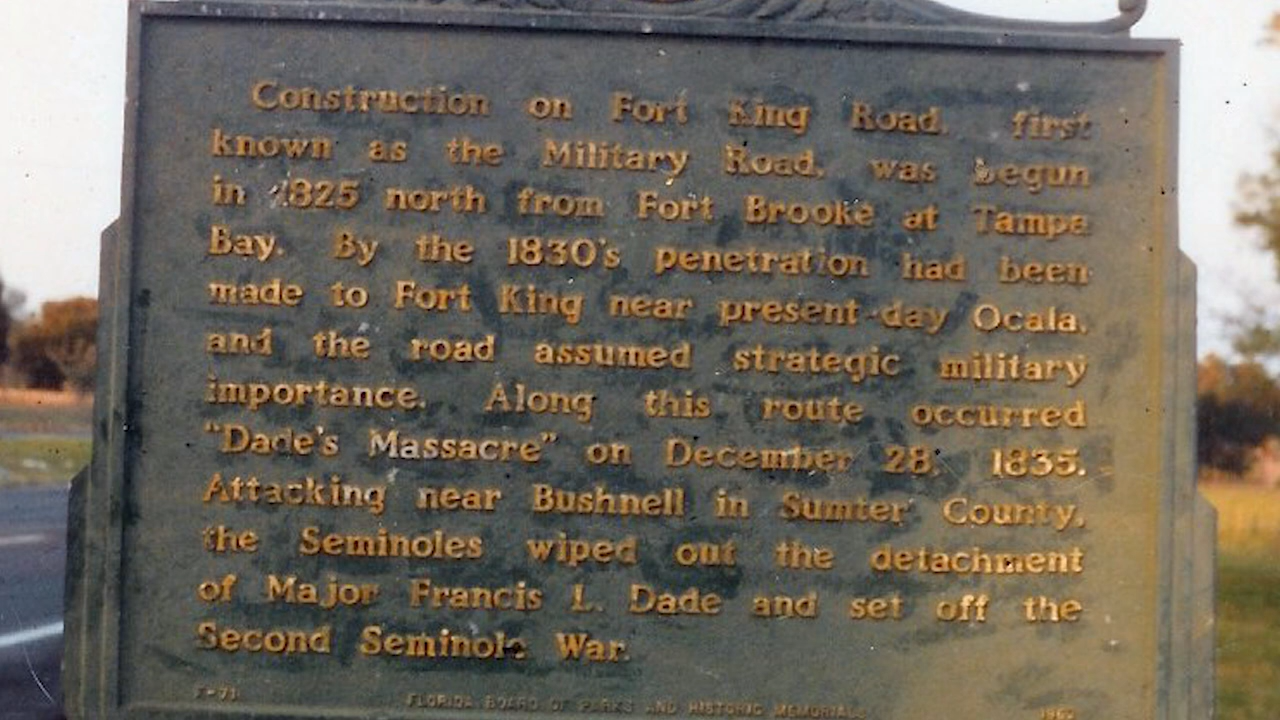 Construction on Fort King Road, first
known as the Military Road, was begun
in 1825 north from Fort Brooke at Tampa
Bay. By the 1830's penetration had been
made to Fort King near present-day Ocala,
and the road assumed strategic military
importance. Along this route occurred
"Dade's Massacre" on December 28, 1835.
Attacking near Bushnell in Sumter County,
the Seminoles wiped out the detachment
of Major Francis L. Dade and set off the
Second Seminole War.
F-71 FLORIDA BOARD OF PARKS AND HISTORIC MEMORIALS 1962